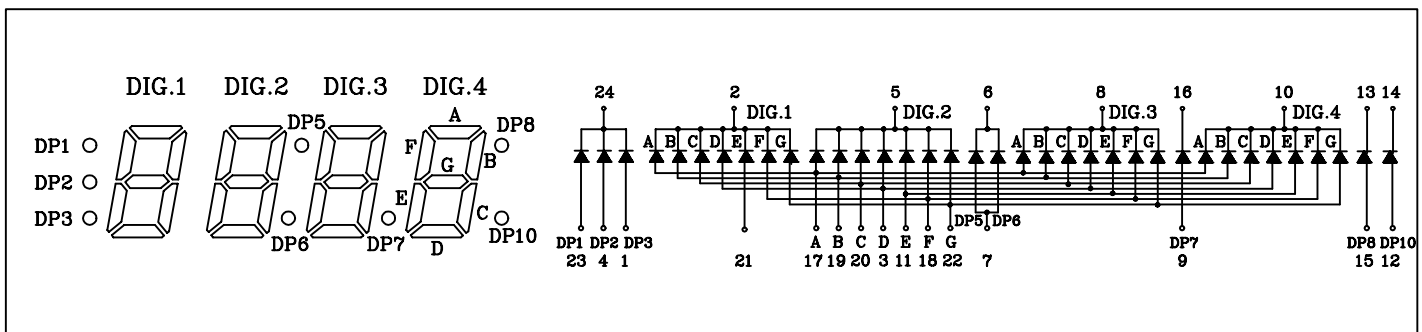 DIG.1 DIG.2 DIG.3 DIG.4
A
DP5 DP8
DP1 F B
G
DP2
E
DP3 C
DP6 DP7 D DP10
24 2 5 6 8 16 10 13 14
DIG.1 DIG.2 DIG.3 DIG.4
A B C D E F G A B C D E F G A B C D E F G
DP5 DP6
DP1 DP2 DP3 A B C D E F G DP7 DP8 DP10
23 4 1 21 17 19 20 3 11 18 22 7 9 15 12